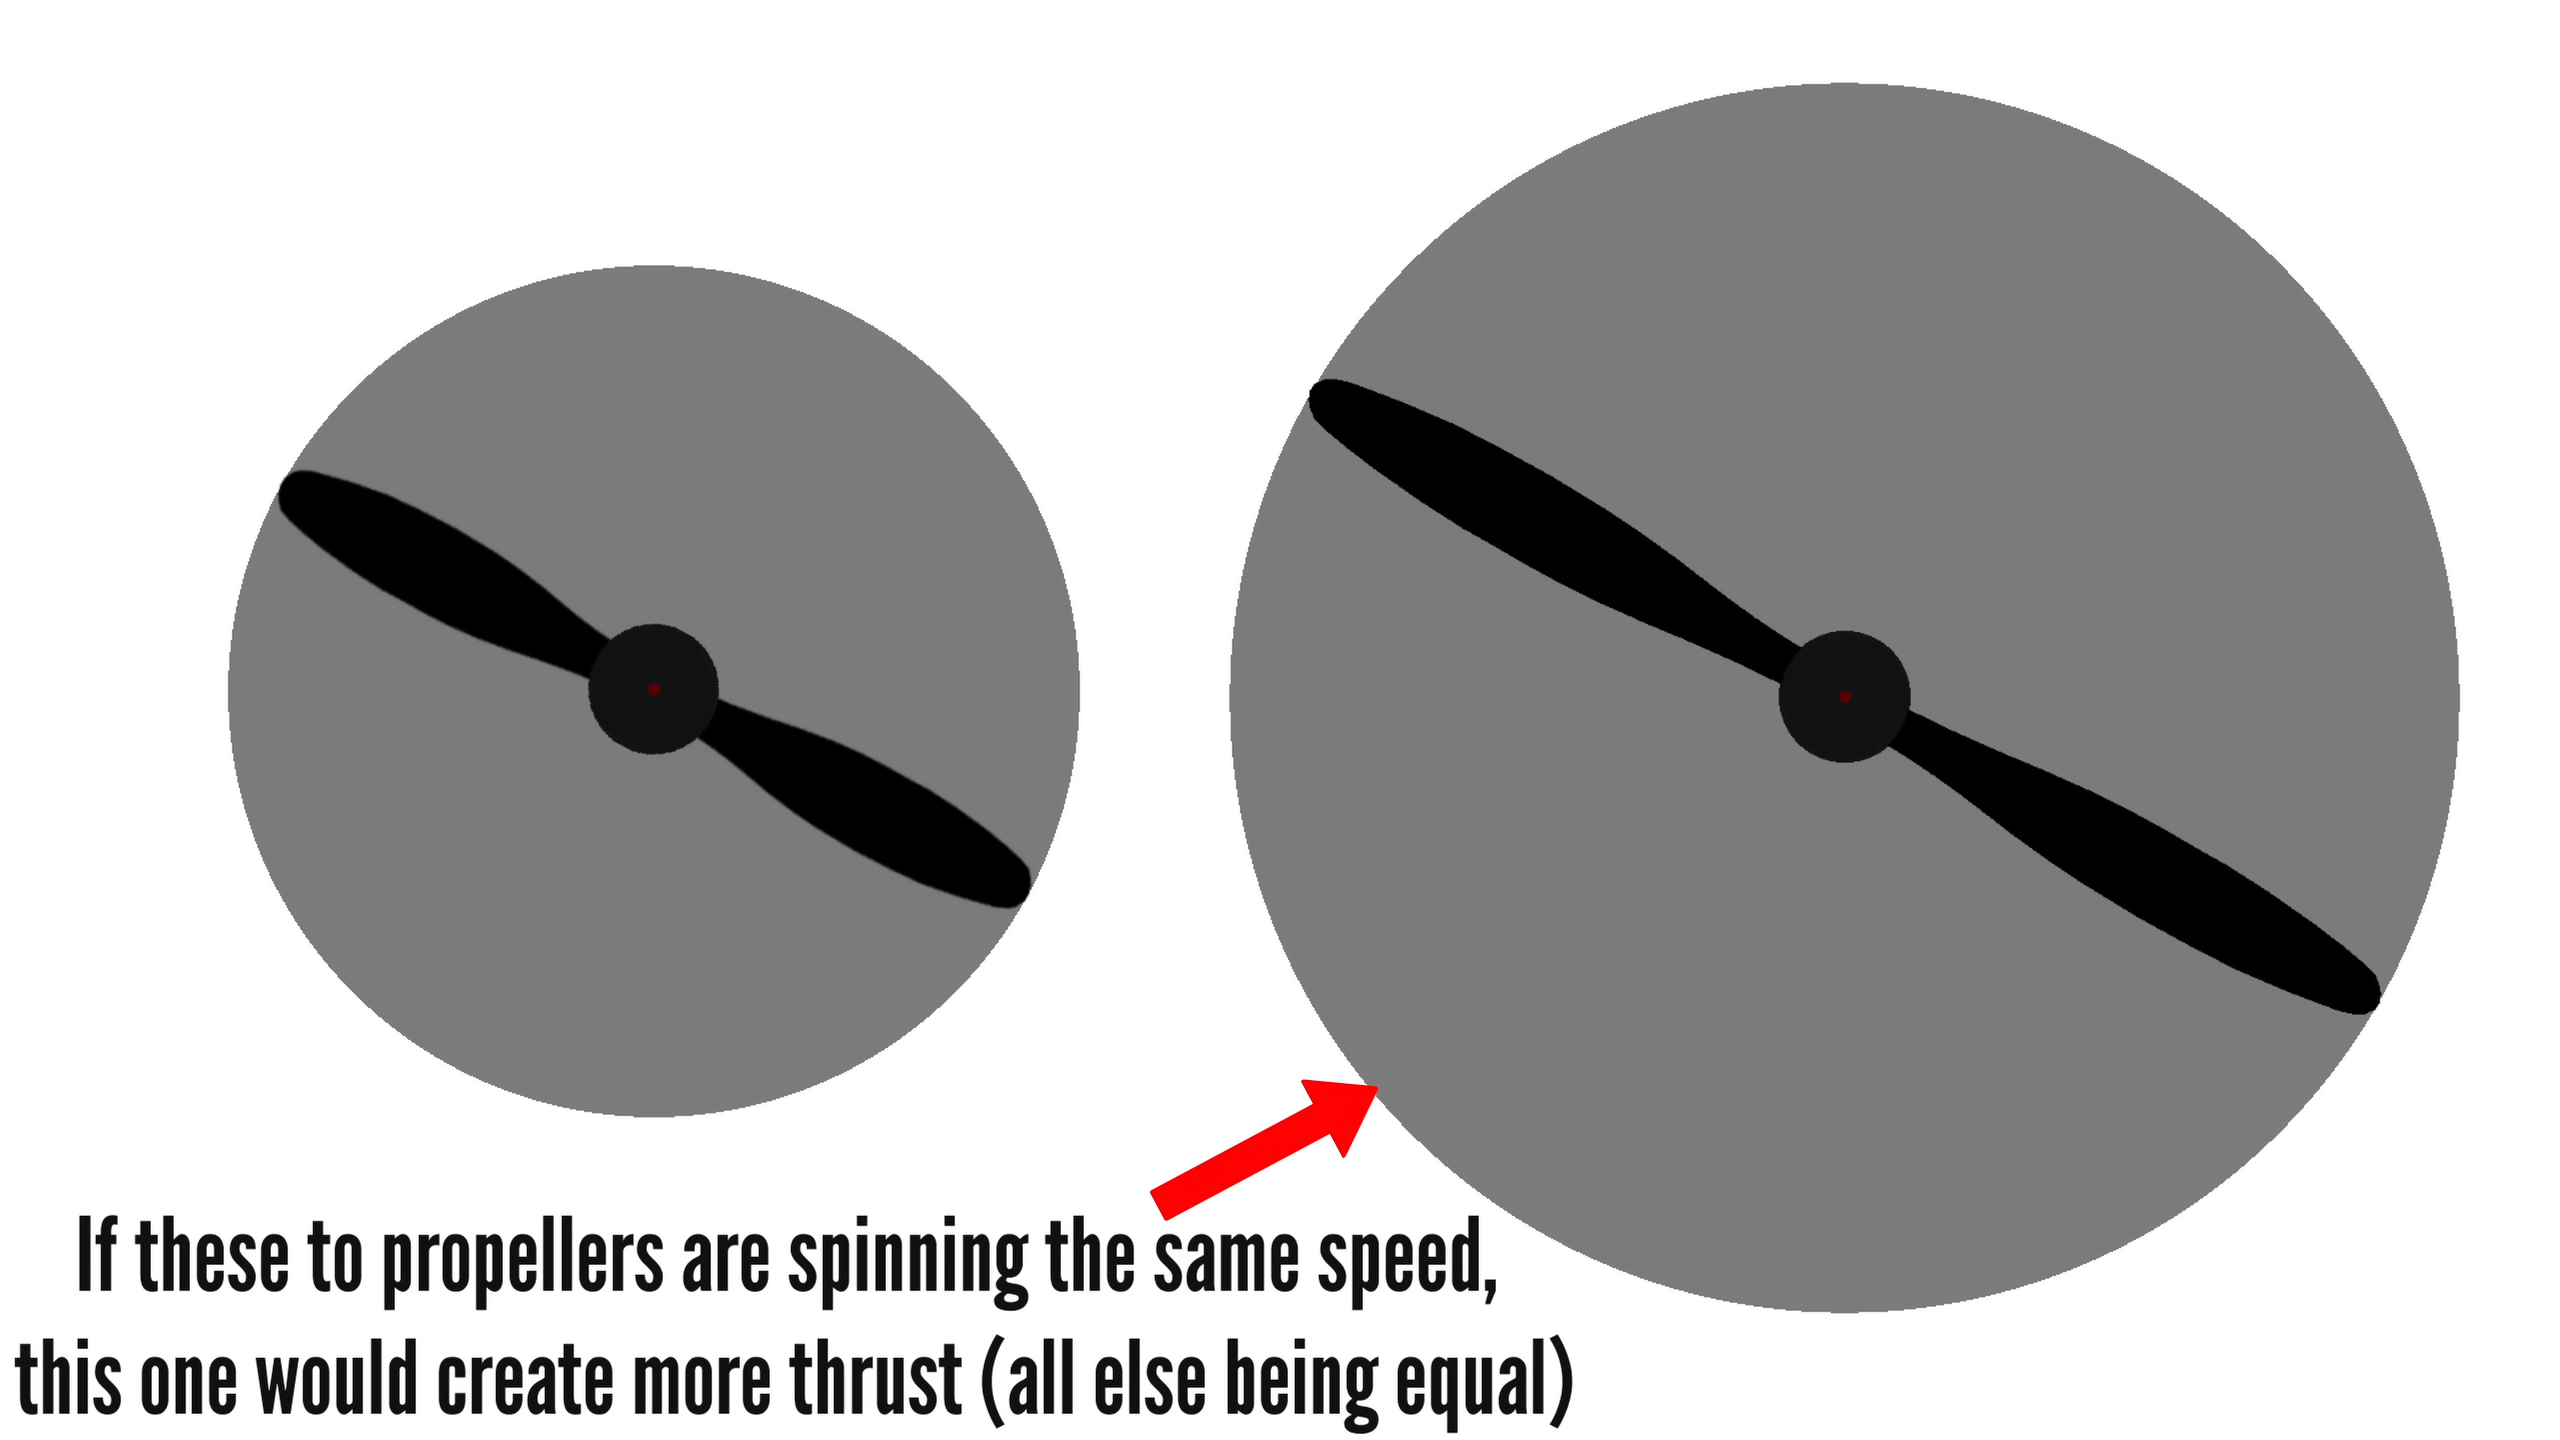 If these to propellers are spinning the same speed,
this one would create more thrust (all else being equal)